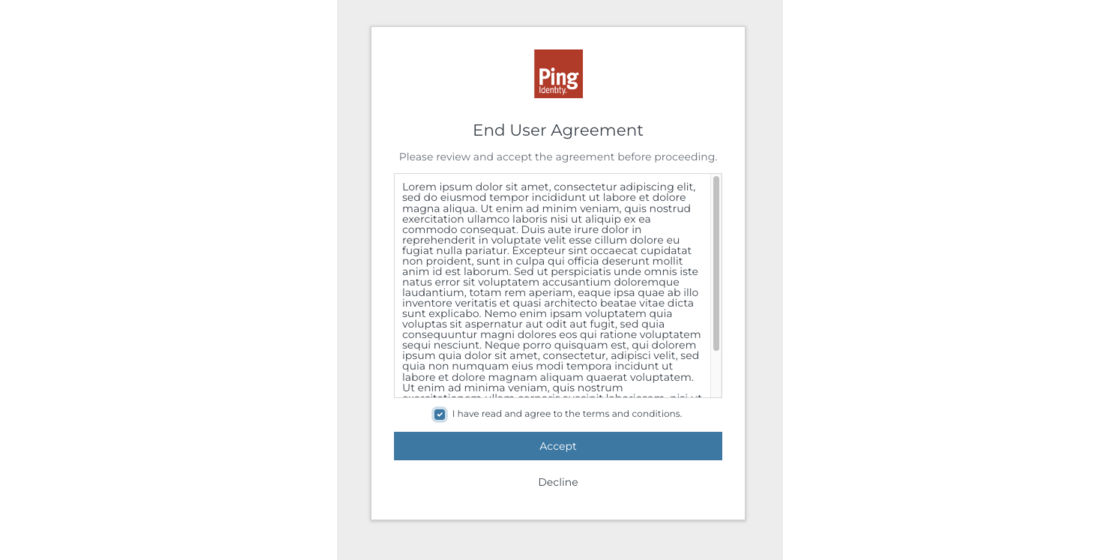 Ping
Identity.
End User Agreement
Please review and accept the agreement before proceeding.
Lorem ipsum dolor sit amet, consectetur adipiscing elit,
sed do eiusmod tempor incididunt ut labore et dolore
magna aliqua. Ut enim ad minim veniam, quis nostrud
exercitation ullamco laboris nisi ut aliquip ex ea
commodo consequat. Duis aute irure dolor in
reprehenderit in voluptate velit esse cillum dolore eu
fugiat nulla pariatur. Excepteur sint occaecat cupidatat
non proident, sunt in culpa qui officia deserunt mollit
anim id est laborum. Sed ut perspiciatis unde omnis iste
natus error sit voluptatem accusantium doloremque
laudantium, totam rem aperiam, eaque ipsa quae ab illo
inventore veritatis et quasi architecto beatae vitae dicta
sunt explicabo. Nemo enim ipsam voluptatem quia
voluptas sit aspernatur aut odit aut fugit, sed quia
consequuntur magni dolores eos qui ratione voluptatem
sequi nesciunt. Neque porro quisquam est, qui dolorem
ipsum quia dolor sit amet, consectetur, adipisci velit, sed
quia non numquam eius modi tempora incidunt ut
labore et dolore magnam aliquam quaerat voluptatem.
Ut enim ad minima veniam, quis nostrum
I have read and agree to the terms and conditions.
Accept
Decline